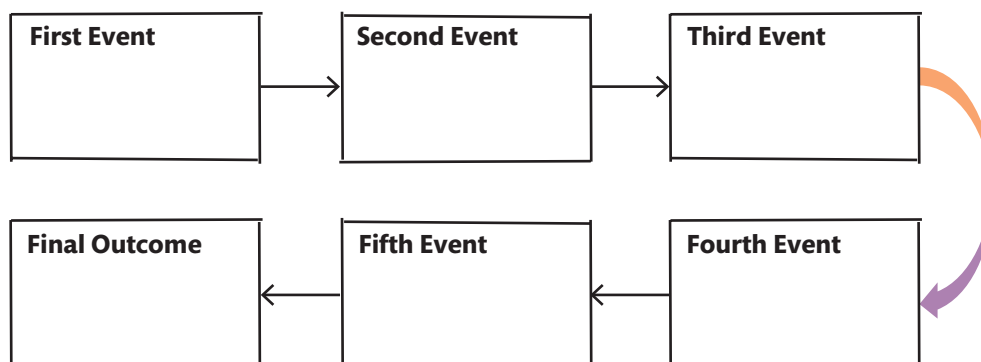 First Event
Second Event
Third Event
Fourth Event
Fifth Event
Final Outcome